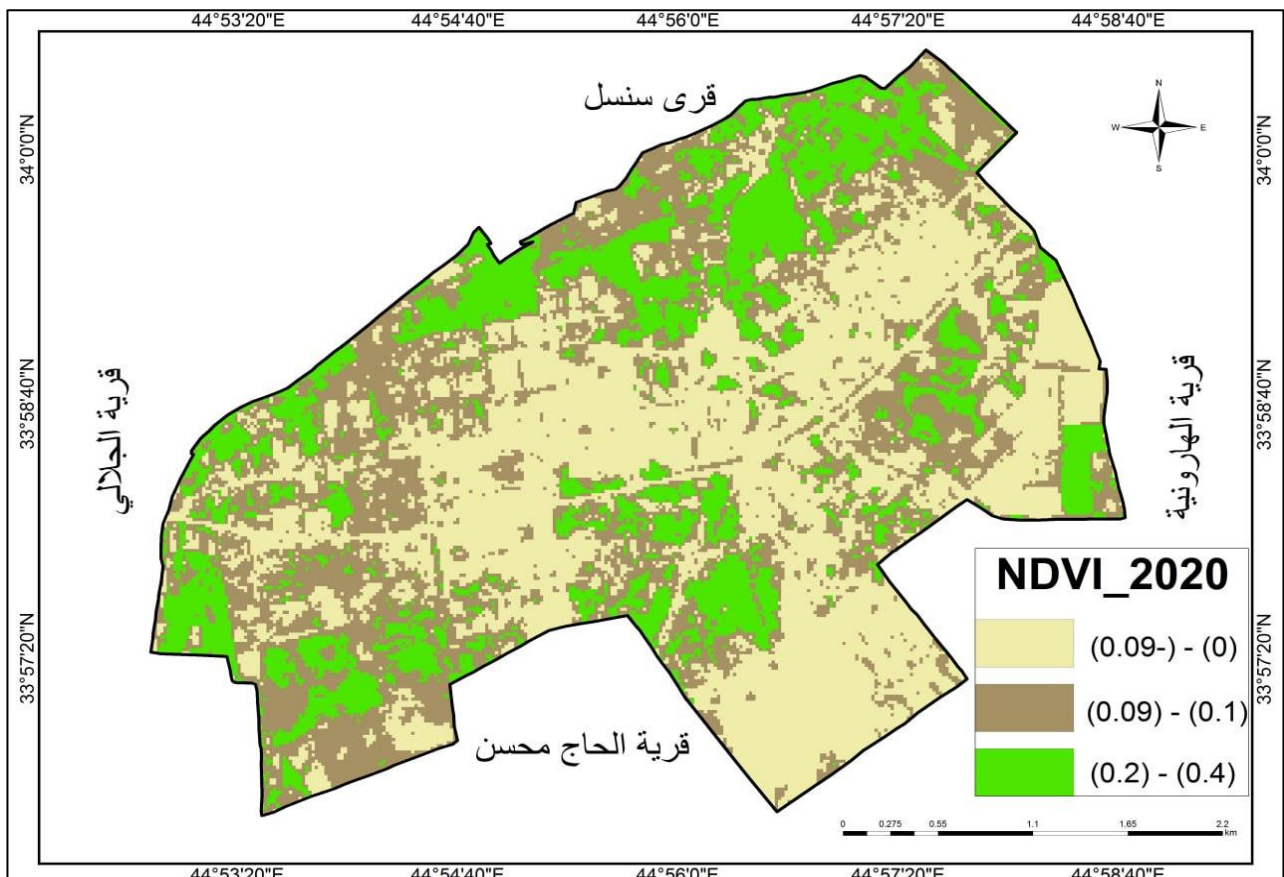 44°53'20"E 44°54'40"E 44°56'0"E 44°57'20"E 44°58'40"E
قرى سنسل
N
W E
S
34°0'0"N 34°0'0"N
قرية الجلالي
33°58'40"N 33°58'40"N
قرية الهارونية
33°57'20"N 33°57'20"N
قرية الحاج محسن
NDVI_2020
(0.09-) - (0)
(0.09) - (0.1)
(0.2) - (0.4)
0 0.275 0.55 1.1 1.65 2.2
km
44°53'20"E 44°54'40"E 44°56'0"E 44°57'20"E 44°58'40"E